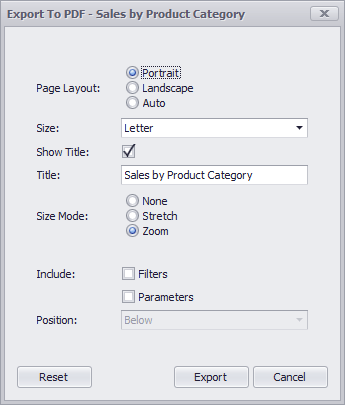 Export To PDF - Sales by Product Category
Portrait
Page Layout: Landscape
Auto
Size: Letter
Show Title:
Title: Sales by Product Category
None
Size Mode: Stretch
Zoom
Include: Filters
Parameters
Position: Below
Reset Export Cancel